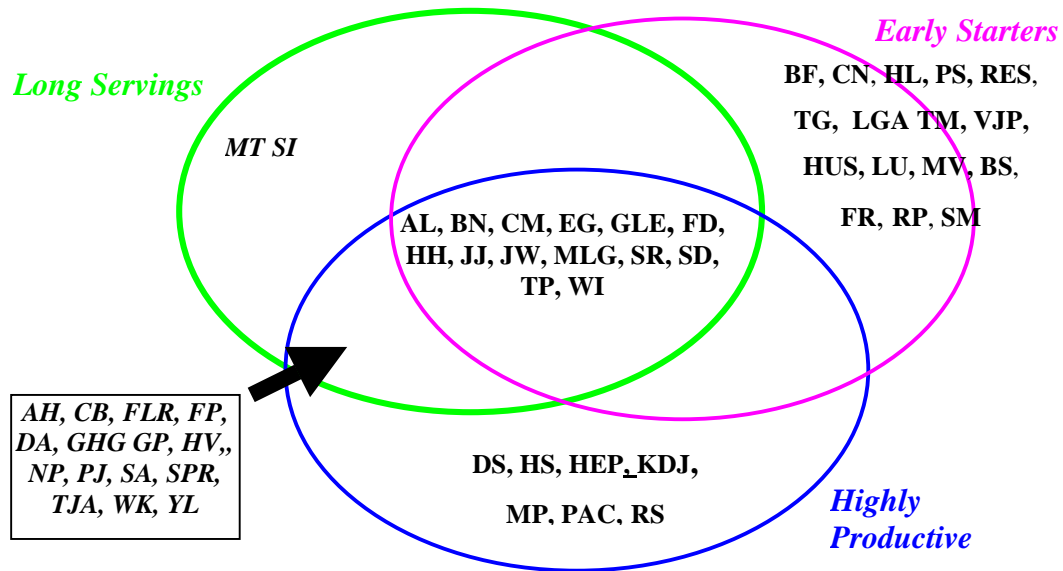 Early Starters
BF, CN, HL, PS, RES,
TG, LGA TM, VJP,
HUS, LU, MV, BS,
FR, RP, SM
Long Servings
MT SI
AL, BN, CM, EG, GLE, FD,
HH, JJ, JW, MLG, SR, SD,
TP, WI
AH, CB, FLR, FP,
DA, GHG GP, HV,,
NP, PJ, SA, SPR,
TJA, WK, YL
DS, HS, HEP, KDJ,
MP, PAC, RS
Highly
Productive